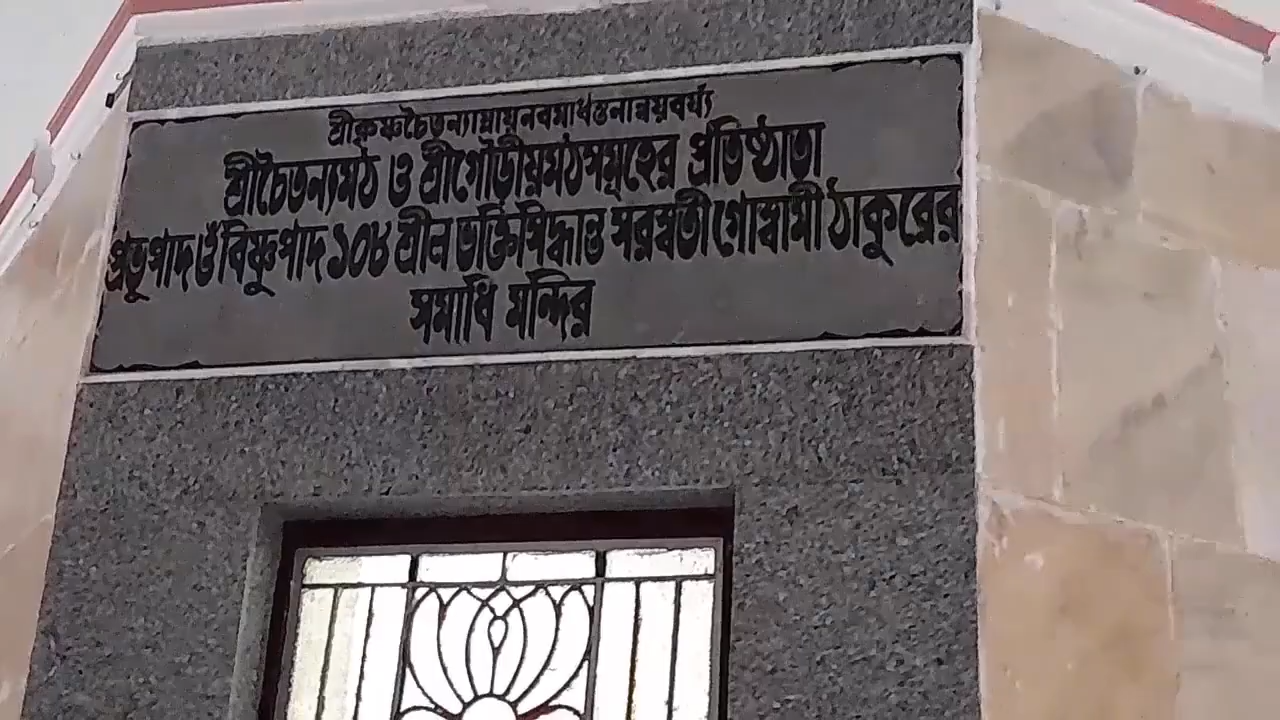 শ্রীকৃষ্ণচৈতন্যাম্নায়নবমাধস্তনান্বয়বর্য্য
শ্রীচৈতন্যমঠ ও শ্রীগৌড়ীয়মঠসমূহের প্রতিষ্ঠাতা
প্রভুপাদ ওঁ বিষ্ণুপাদ ১০৮ শ্রীল ভক্তিসিদ্ধান্ত সরস্বতী গোস্বামী ঠাকুরের
সমাধি মন্দির